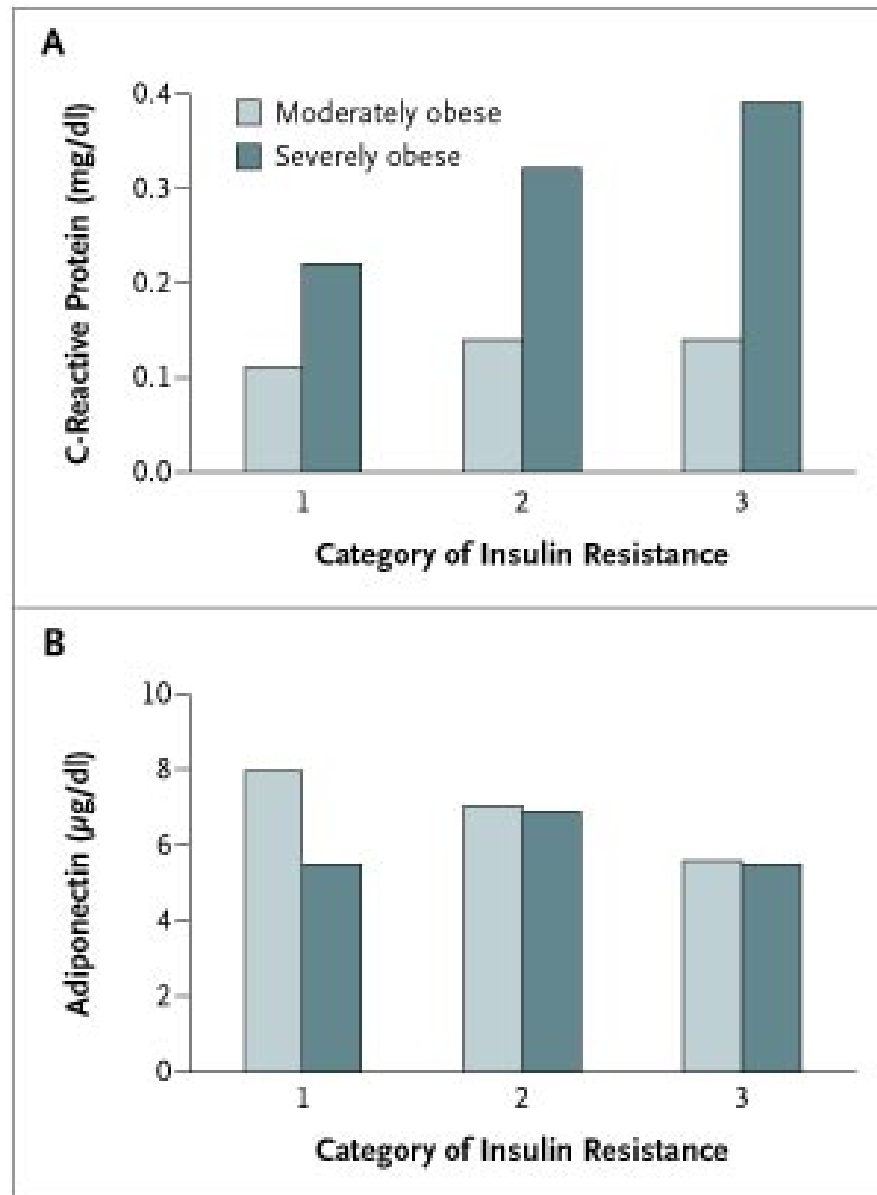 A
C-Reactive Protein (mg/dl)
0.4
0.3
0.2
0.1
0.0
Moderately obese
Severely obese
1 2 3
Category of Insulin Resistance
B
Adiponectin (µg/dl)
10
8
6
4
2
0
1 2 3
Category of Insulin Resistance